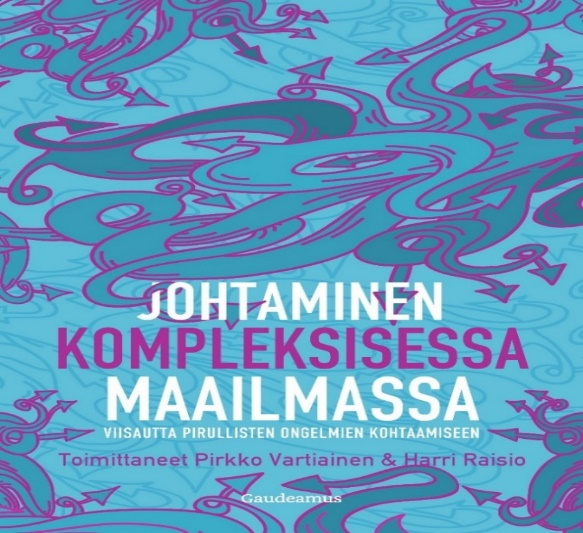 JOHTAMINEN
KOMPLEKSISESSA
MAAILMASSA
VIISAUTTA PIRULLISTEN ONGELMIEN KOHTAAMISEEN
Toimittaneet Pirkko Vartiainen & Harri Raisio
Gaudeamus